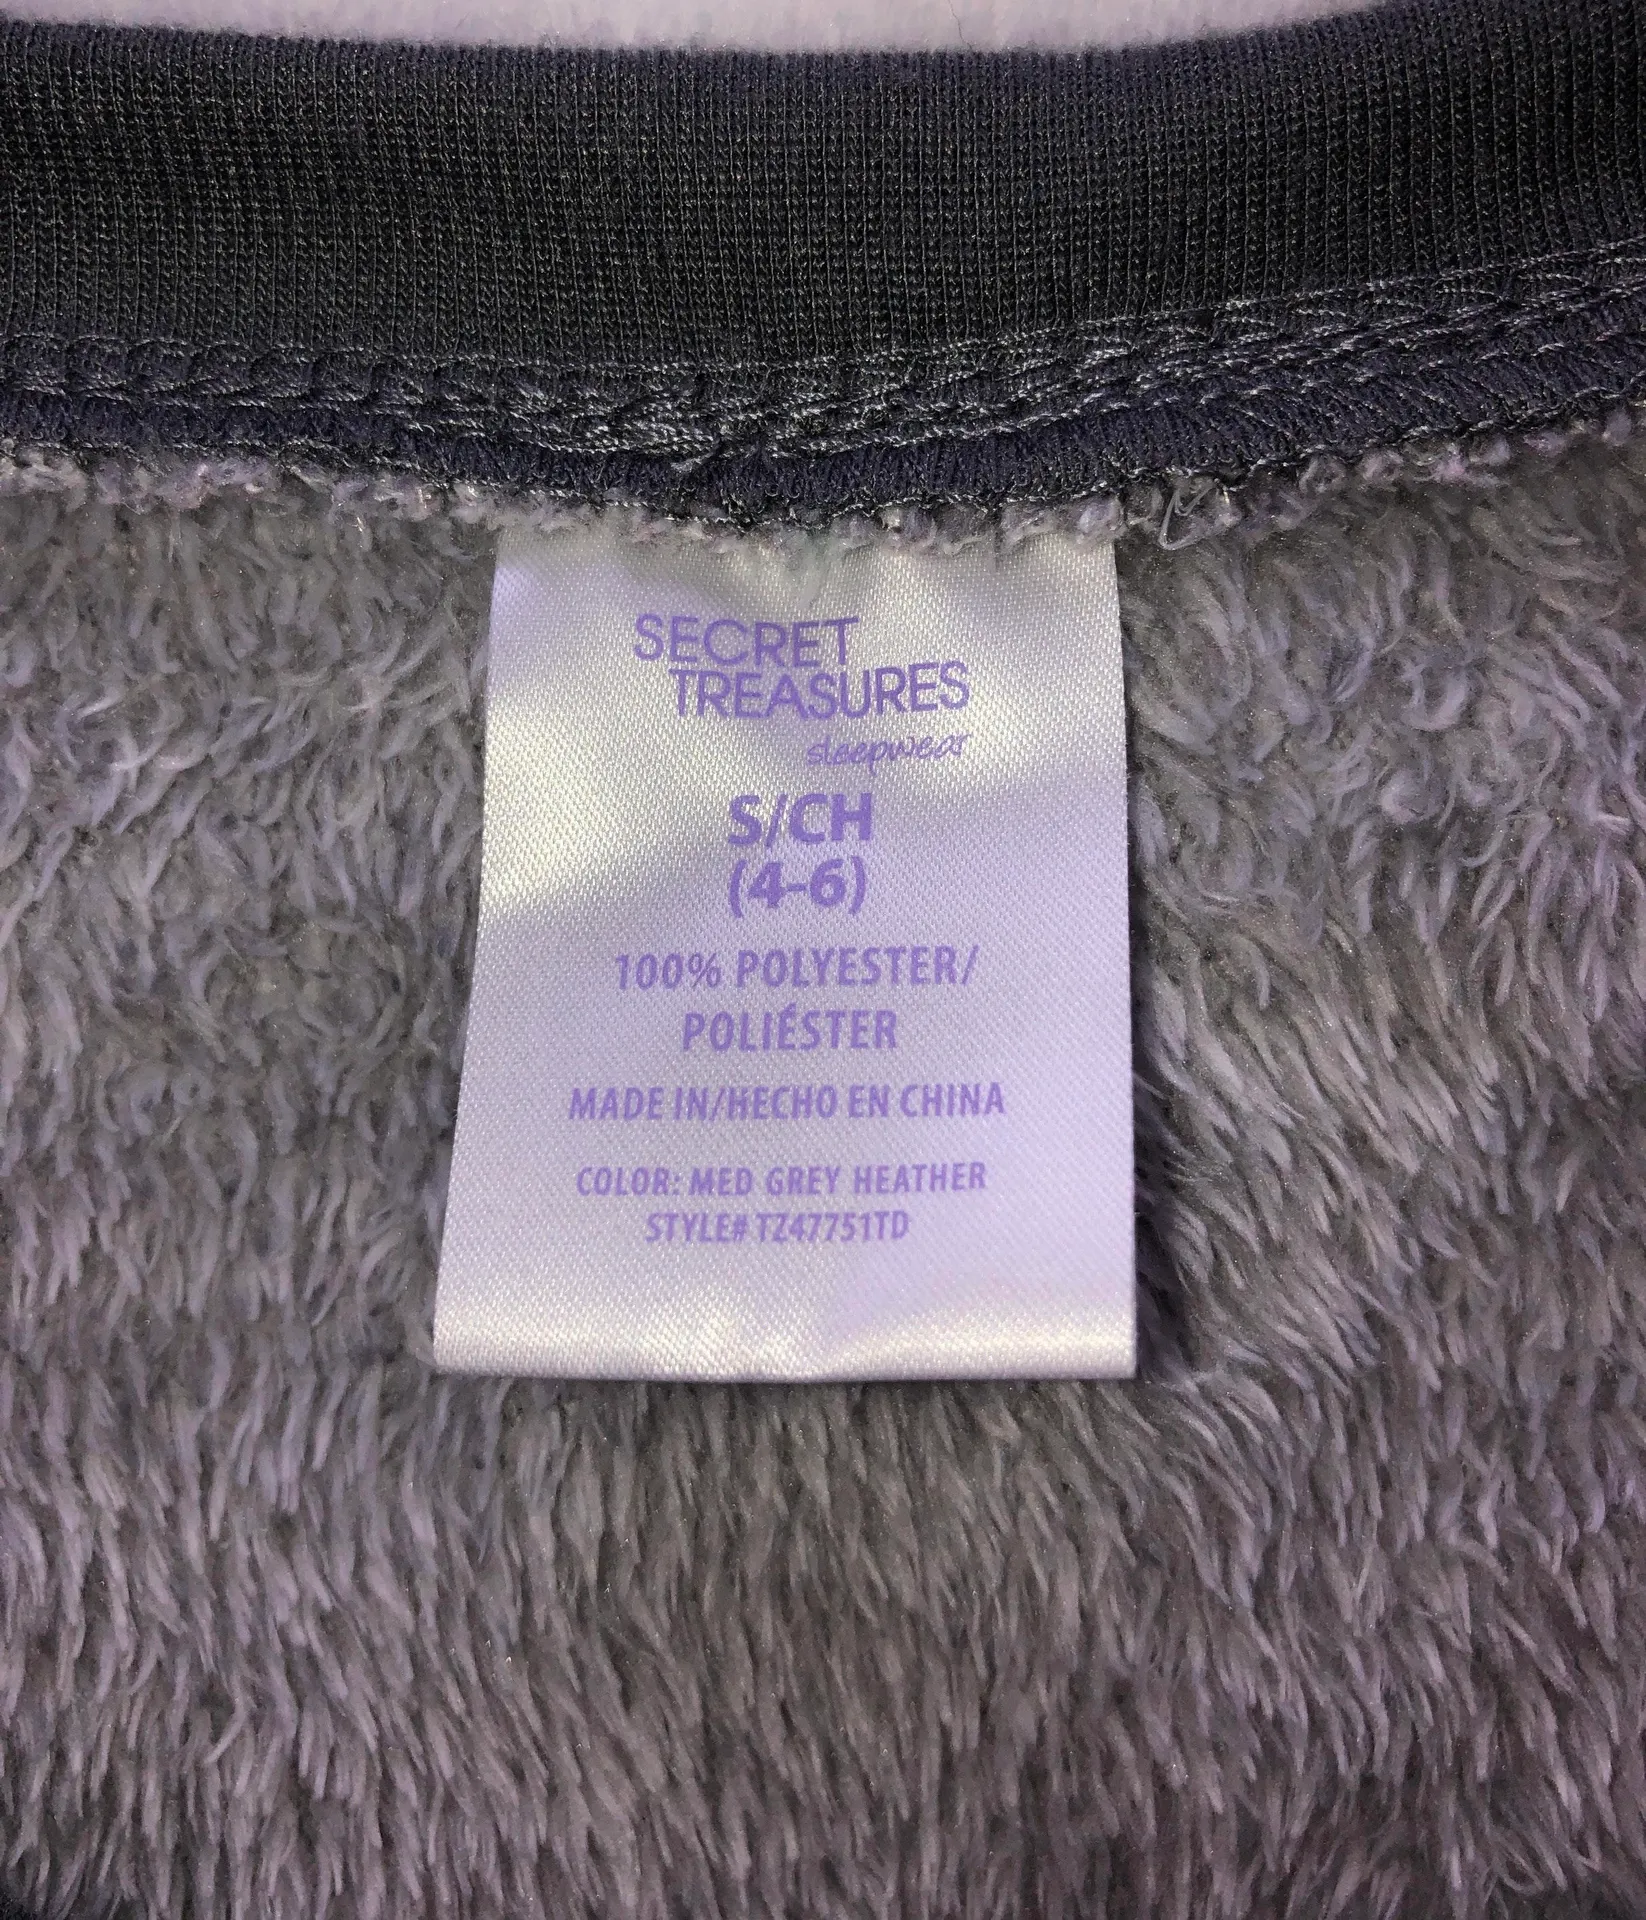 SECRET
TREASURES
sleepwear
S/CH
(4-6)
100% POLYESTER/
POLIÉSTER
MADE IN/HECHO EN CHINA
COLOR: MED GREY HEATHER
STYLE# TZ47751TD